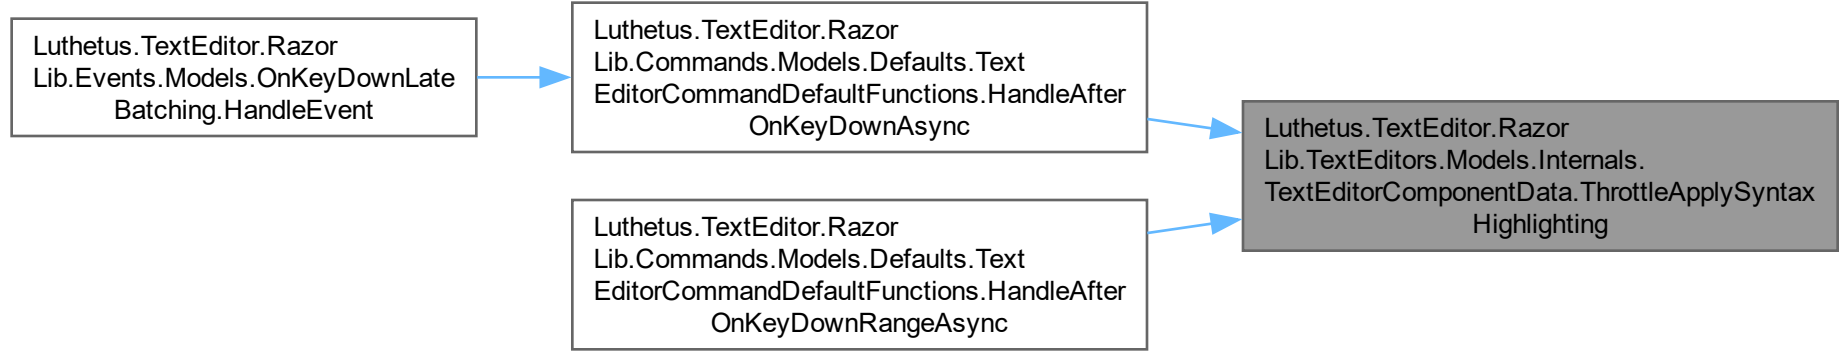 Luthetus.TextEditor.Razor
Lib.Events.Models.OnKeyDownLate
Batching.HandleEvent
Luthetus.TextEditor.Razor
Lib.Commands.Models.Defaults.Text
EditorCommandDefaultFunctions.HandleAfter
OnKeyDownAsync
Luthetus.TextEditor.Razor
Lib.Commands.Models.Defaults.Text
EditorCommandDefaultFunctions.HandleAfter
OnKeyDownRangeAsync
Luthetus.TextEditor.Razor
Lib.TextEditors.Models.Internals.
TextEditorComponentData.ThrottleApplySyntax
Highlighting